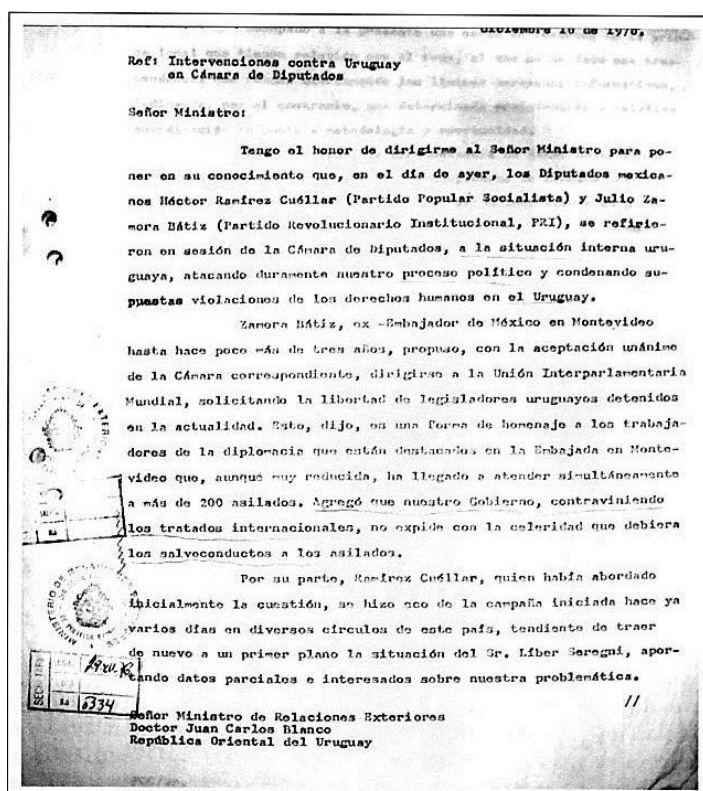 diciembre 16 de 1976.
Ref: Intervenciones contra Uruguay
en Cámara de Diputados
Señor Ministro:
Tengo el honor de dirigirme al Señor Ministro para po-
ner en su conocimiento que, en el día de ayer, los Diputados mexica-
nos Héctor Ramírez Cuéllar (Partido Popular Socialista) y Julio Za-
mora Bátiz (Partido Revolucionario Institucional, PRI), se refirie-
ron en sesión de la Cámara de Diputados, a la situación interna uru-
guaya, atacando duramente nuestro proceso político y condenando su-
puestas violaciones de los derechos humanos en el Uruguay.
Zamora Bátiz, ex -Embajador de México en Montevideo
hasta hace poco más de tres años, propuso, con la aceptación unánime
de la Cámara correspondiente, dirigirse a la Unión Interparlamentaria
Mundial, solicitando la libertad de legisladores uruguayos detenidos
en la actualidad. Esto, dijo, es una forma de homenaje a los trabaja-
dores de la diplomacia que están destacados en la Embajada en Monte-
video que, aunque muy reducida, ha llegado a atender simultáneamente
a más de 200 asilados. Agregó que nuestro Gobierno, contraviniendo
los tratados internacionales, no expide con la celeridad que debiera
los salvoconductos a los asilados.
Por su parte, Ramírez Cuéllar, quien había abordado
inicialmente la cuestión, se hizo eco de la campaña iniciada hace ya
varios días en diversos círculos de este país, tendiente de traer
de nuevo a un primer plano la situación del Sr. Líber Seregni, apor-
tando datos parciales e interesados sobre nuestra problemática.
//
Señor Ministro de Relaciones Exteriores
Doctor Juan Carlos Blanco
República Oriental del Uruguay
MINISTERIO DE
SECRETARIA
6334